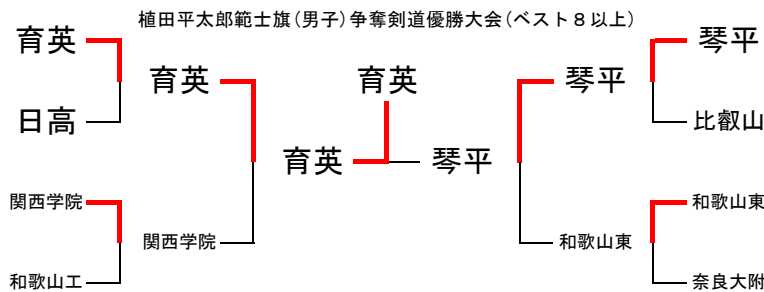 植田平太郎範士旗（男子）争奪剣道優勝大会（ベスト８以上）
育英
日高
関西学院
和歌山工
育英
関西学院
育英
育英
琴平
琴平
和歌山東
琴平
比叡山
和歌山東
奈良大附